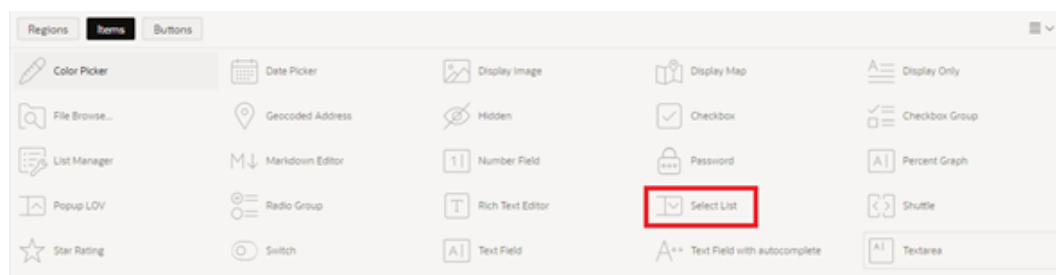 Regions Items Buttons
Color Picker Date Picker Display Image Display Map Display Only
File Browse... Geocoded Address Hidden Checkbox Checkbox Group
List Manager Markdown Editor Number Field Password Percent Graph
Popup LOV Radio Group Rich Text Editor Select List Shuttle
Star Rating Switch Text Field Text Field with autocomplete Textarea